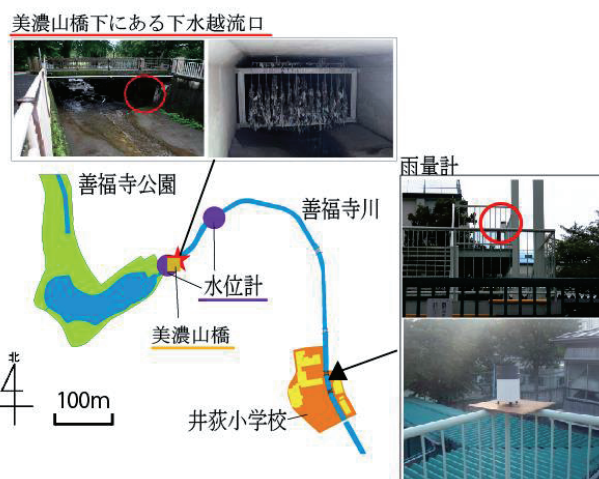 美濃山橋下にある下水越流口
雨量計
善福寺公園
善福寺川
水位計
美濃山橋
北
100m
井荻小学校